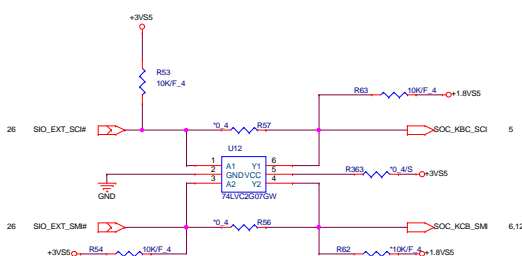 +3VS5
R53
10K/F_4
R63
10K/F_4
+1.8VS5
26 SIO_EXT_SCI#
*0_4
R57
SOC_KBC_SCI 5
U12
1 A1 Y1 6
2 GND VCC 5
3 A2 Y2 4
74LVC2G07GW
R363
*0_4/S
+3VS5
GND
26 SIO_EXT_SMI#
*0_4
R56
SOC_KCB_SMI 6,12
+3VS5
R54
10K/F_4
R62
*10K/F_4
+1.8VS5